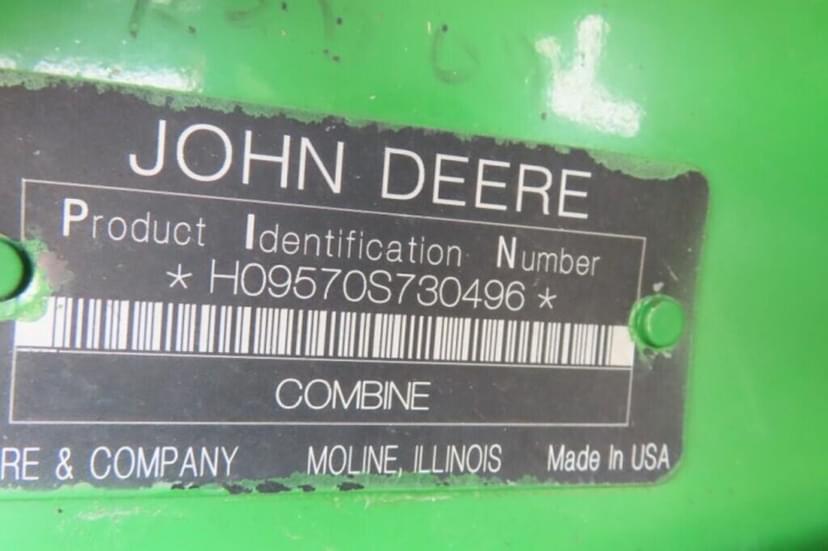 JOHN DEERE
Product Identification Number
* H09570S730496 *
COMBINE
RE & COMPANY MOLINE, ILLINOIS Made In USA